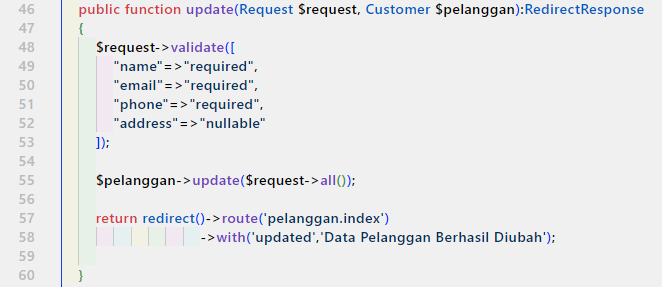 46 public function update(Request $request, Customer $pelanggan):RedirectResponse
47 {
48 $request->validate([
49 "name"=>"required",
50 "email"=>"required",
51 "phone"=>"required",
52 "address"=>"nullable"
53 ]);
54
55 $pelanggan->update($request->all());
56
57 return redirect()->route('pelanggan.index')
58 ->with('updated','Data Pelanggan Berhasil Diubah');
59
60 }